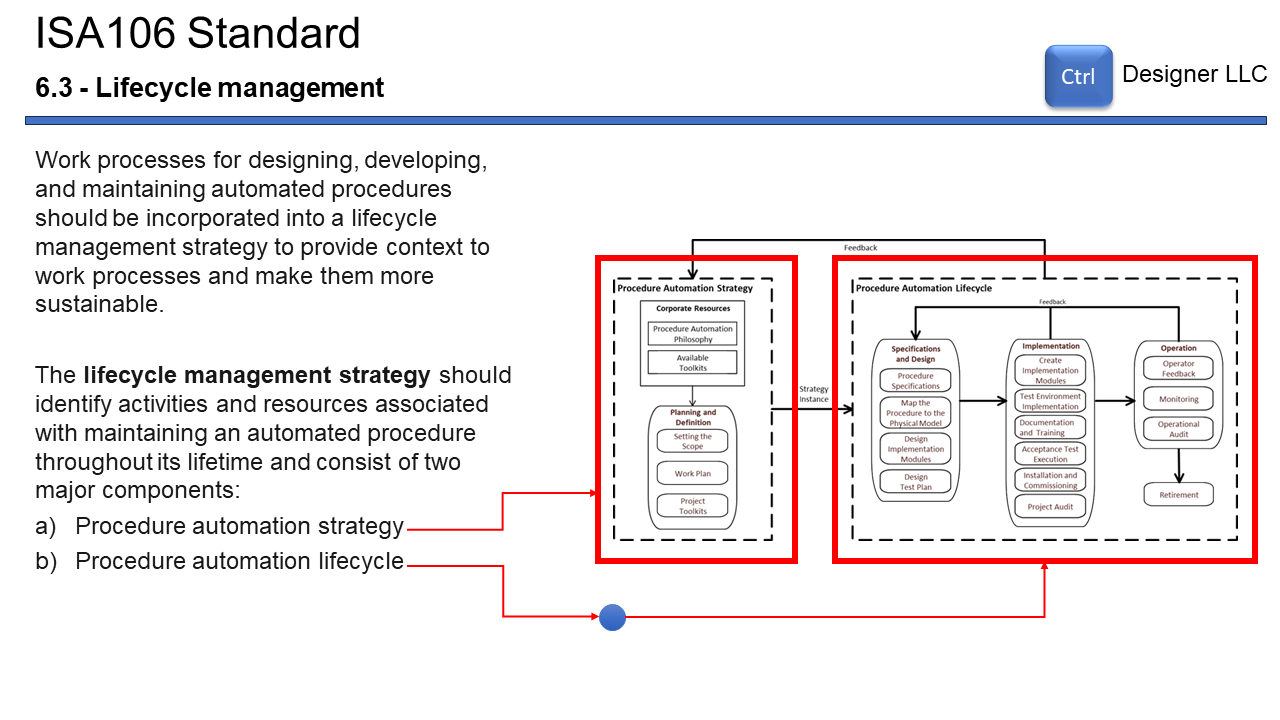 ISA106 Standard
6.3 - Lifecycle management
Ctrl
Designer LLC
Work processes for designing, developing,
and maintaining automated procedures
should be incorporated into a lifecycle
management strategy to provide context to
work processes and make them more
sustainable.
The lifecycle management strategy should
identify activities and resources associated
with maintaining an automated procedure
throughout its lifetime and consist of two
major components:
a) Procedure automation strategy
b) Procedure automation lifecycle
Feedback
Procedure Automation Strategy
Corporate Resources
Procedure Automation
Philosophy
Available
Toolkits
Planning and
Definition
Setting the
Scope
Work Plan
Project
Toolkits
Strategy
Instance
Procedure Automation Lifecycle
Feedback
Specifications
and Design
Procedure
Specifications
Map the
Procedure to the
Physical Model
Design
Implementation
Modules
Design
Test Plan
Implementation
Create
Implementation
Modules
Test Environment
Implementation
Documentation
and Training
Acceptance Test
Execution
Installation and
Commissioning
Project Audit
Operation
Operator
Feedback
Monitoring
Operational
Audit
Retirement